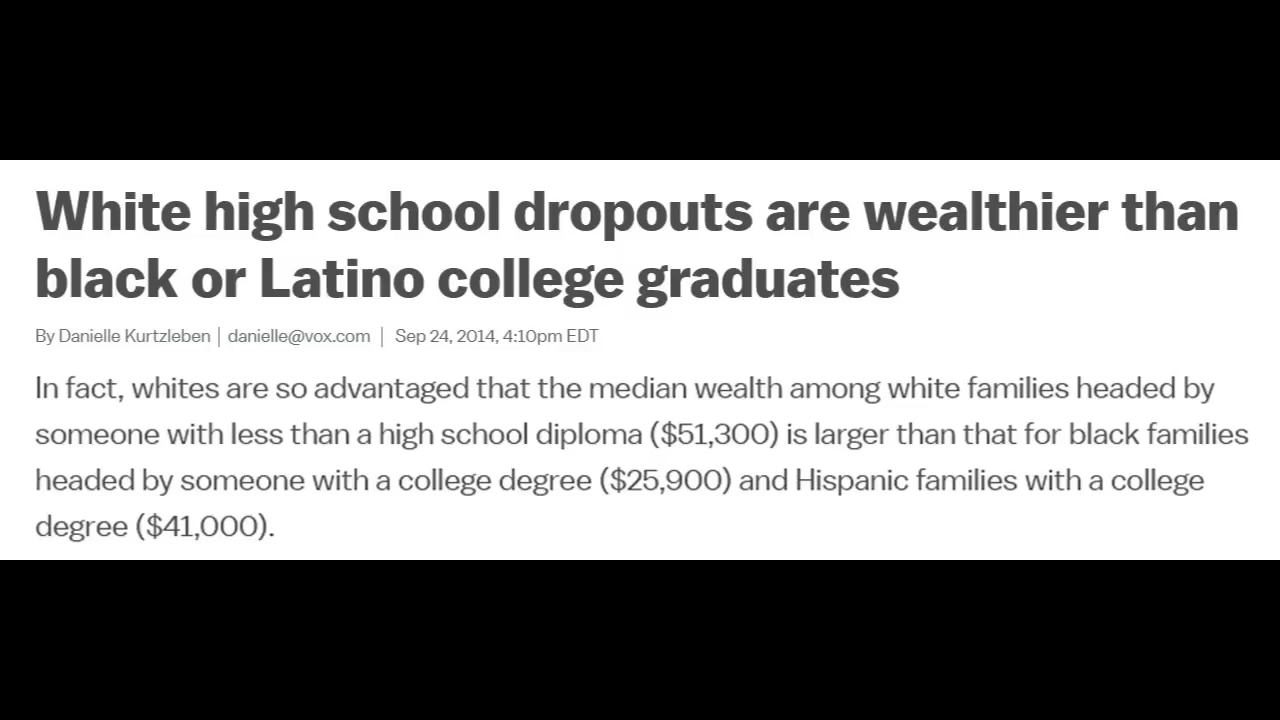 White high school dropouts are wealthier than
black or Latino college graduates
By Danielle Kurtzleben | danielle@vox.com | Sep 24, 2014, 4:10pm EDT
In fact, whites are so advantaged that the median wealth among white families headed by
someone with less than a high school diploma ($51,300) is larger than that for black families
headed by someone with a college degree ($25,900) and Hispanic families with a college
degree ($41,000).